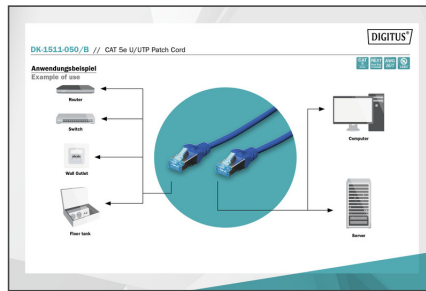 DIGITUS®
DK-1511-050/B // CAT 5e U/UTP Patch Cord
Anwendungsbeispiel
Example of use
Router
Switch
Wall Outlet
Floor tank
Computer
Server